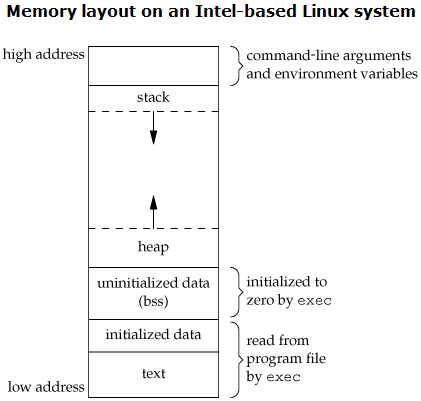 Memory layout on an Intel-based Linux system
high address
command-line arguments
and environment variables
stack
heap
uninitialized data
(bss)
initialized to
zero by exec
initialized data
read from
program file
by exec
text
low address